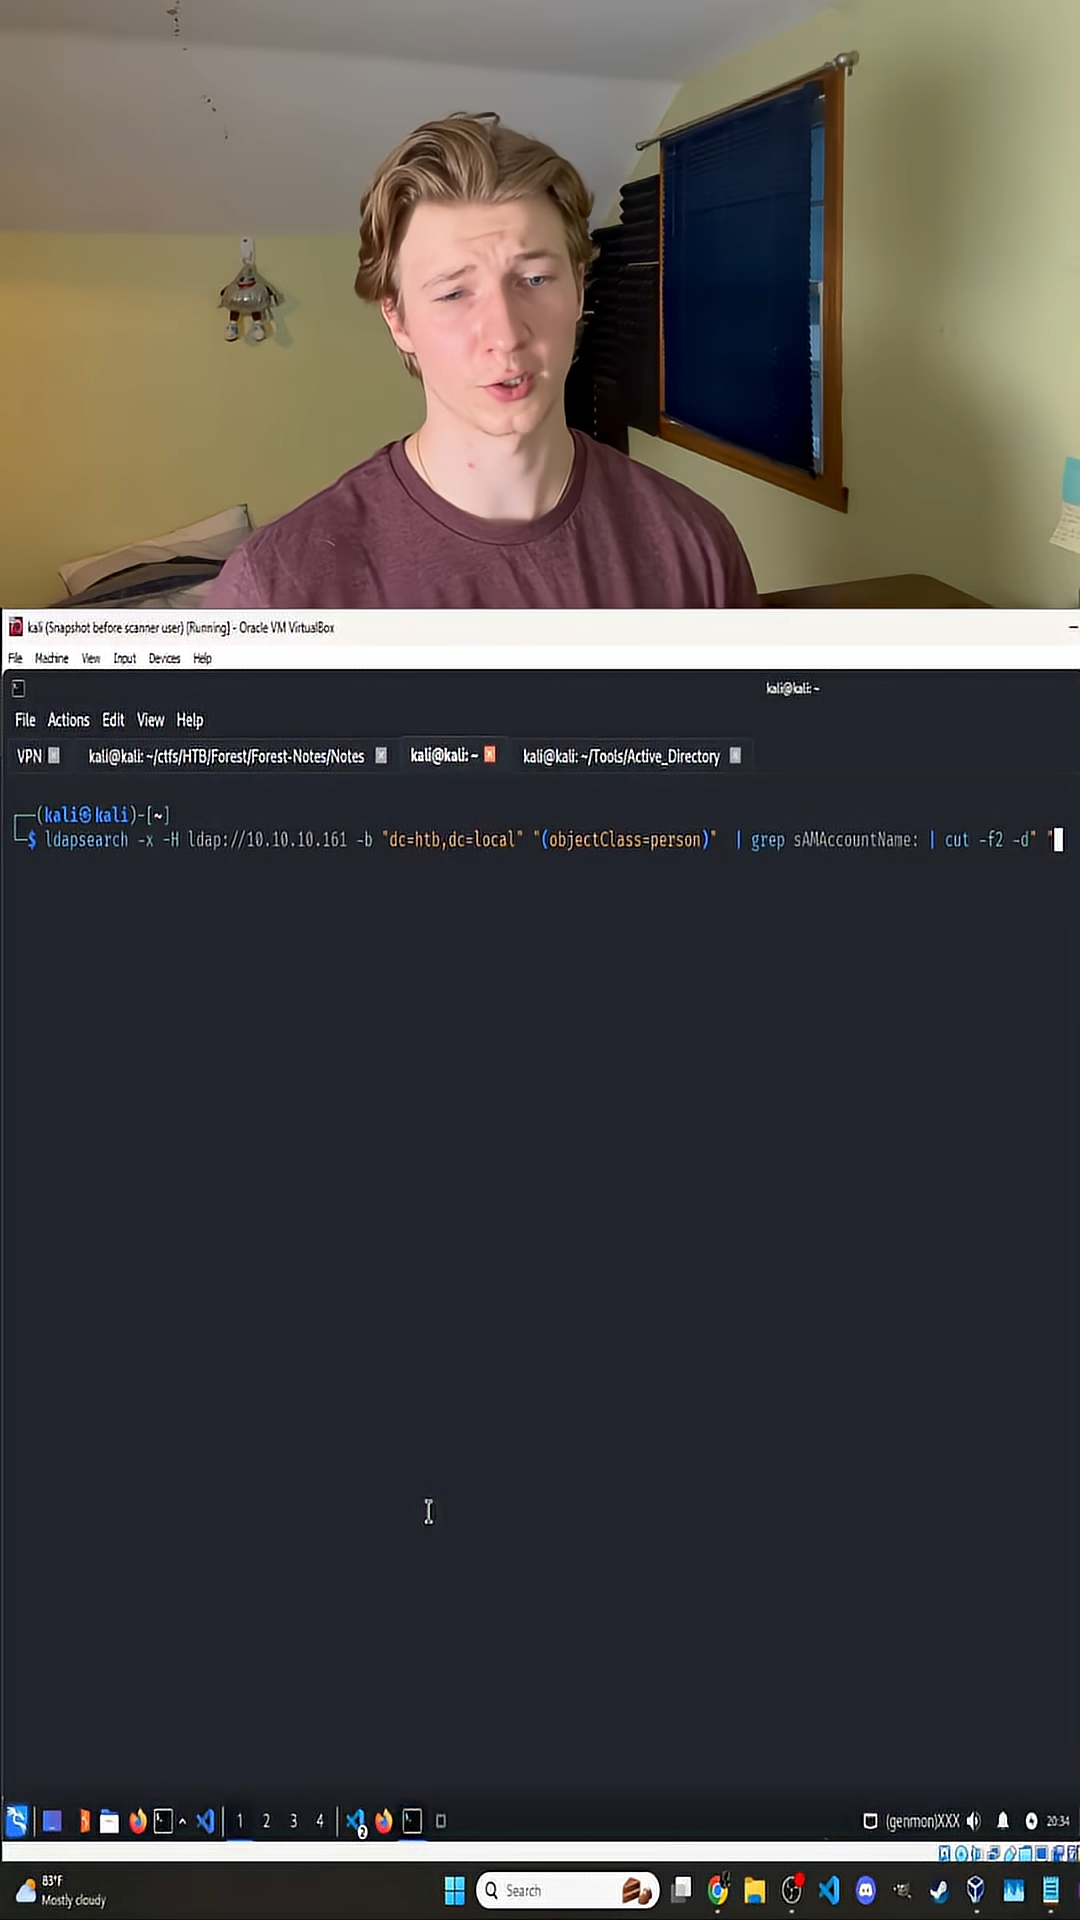 kali (Snapshot before scanner user) [Running] - Oracle VM VirtualBox
File Machine View Input Devices Help
kali@kali: ~
File Actions Edit View Help
VPN kali@kali: ~/ctfs/HTB/Forest/Forest-Notes/Notes kali@kali: ~ kali@kali: ~/Tools/Active_Directory
(kali㉿kali)-[~]
$ ldapsearch -x -H ldap://10.10.10.161 -b "dc=htb,dc=local" "(objectClass=person)" | grep sAMAccountName: | cut -f2 -d" "
1 2 3 4 2 (genmon)XXX 20:34
83°F
Mostly cloudy
Search